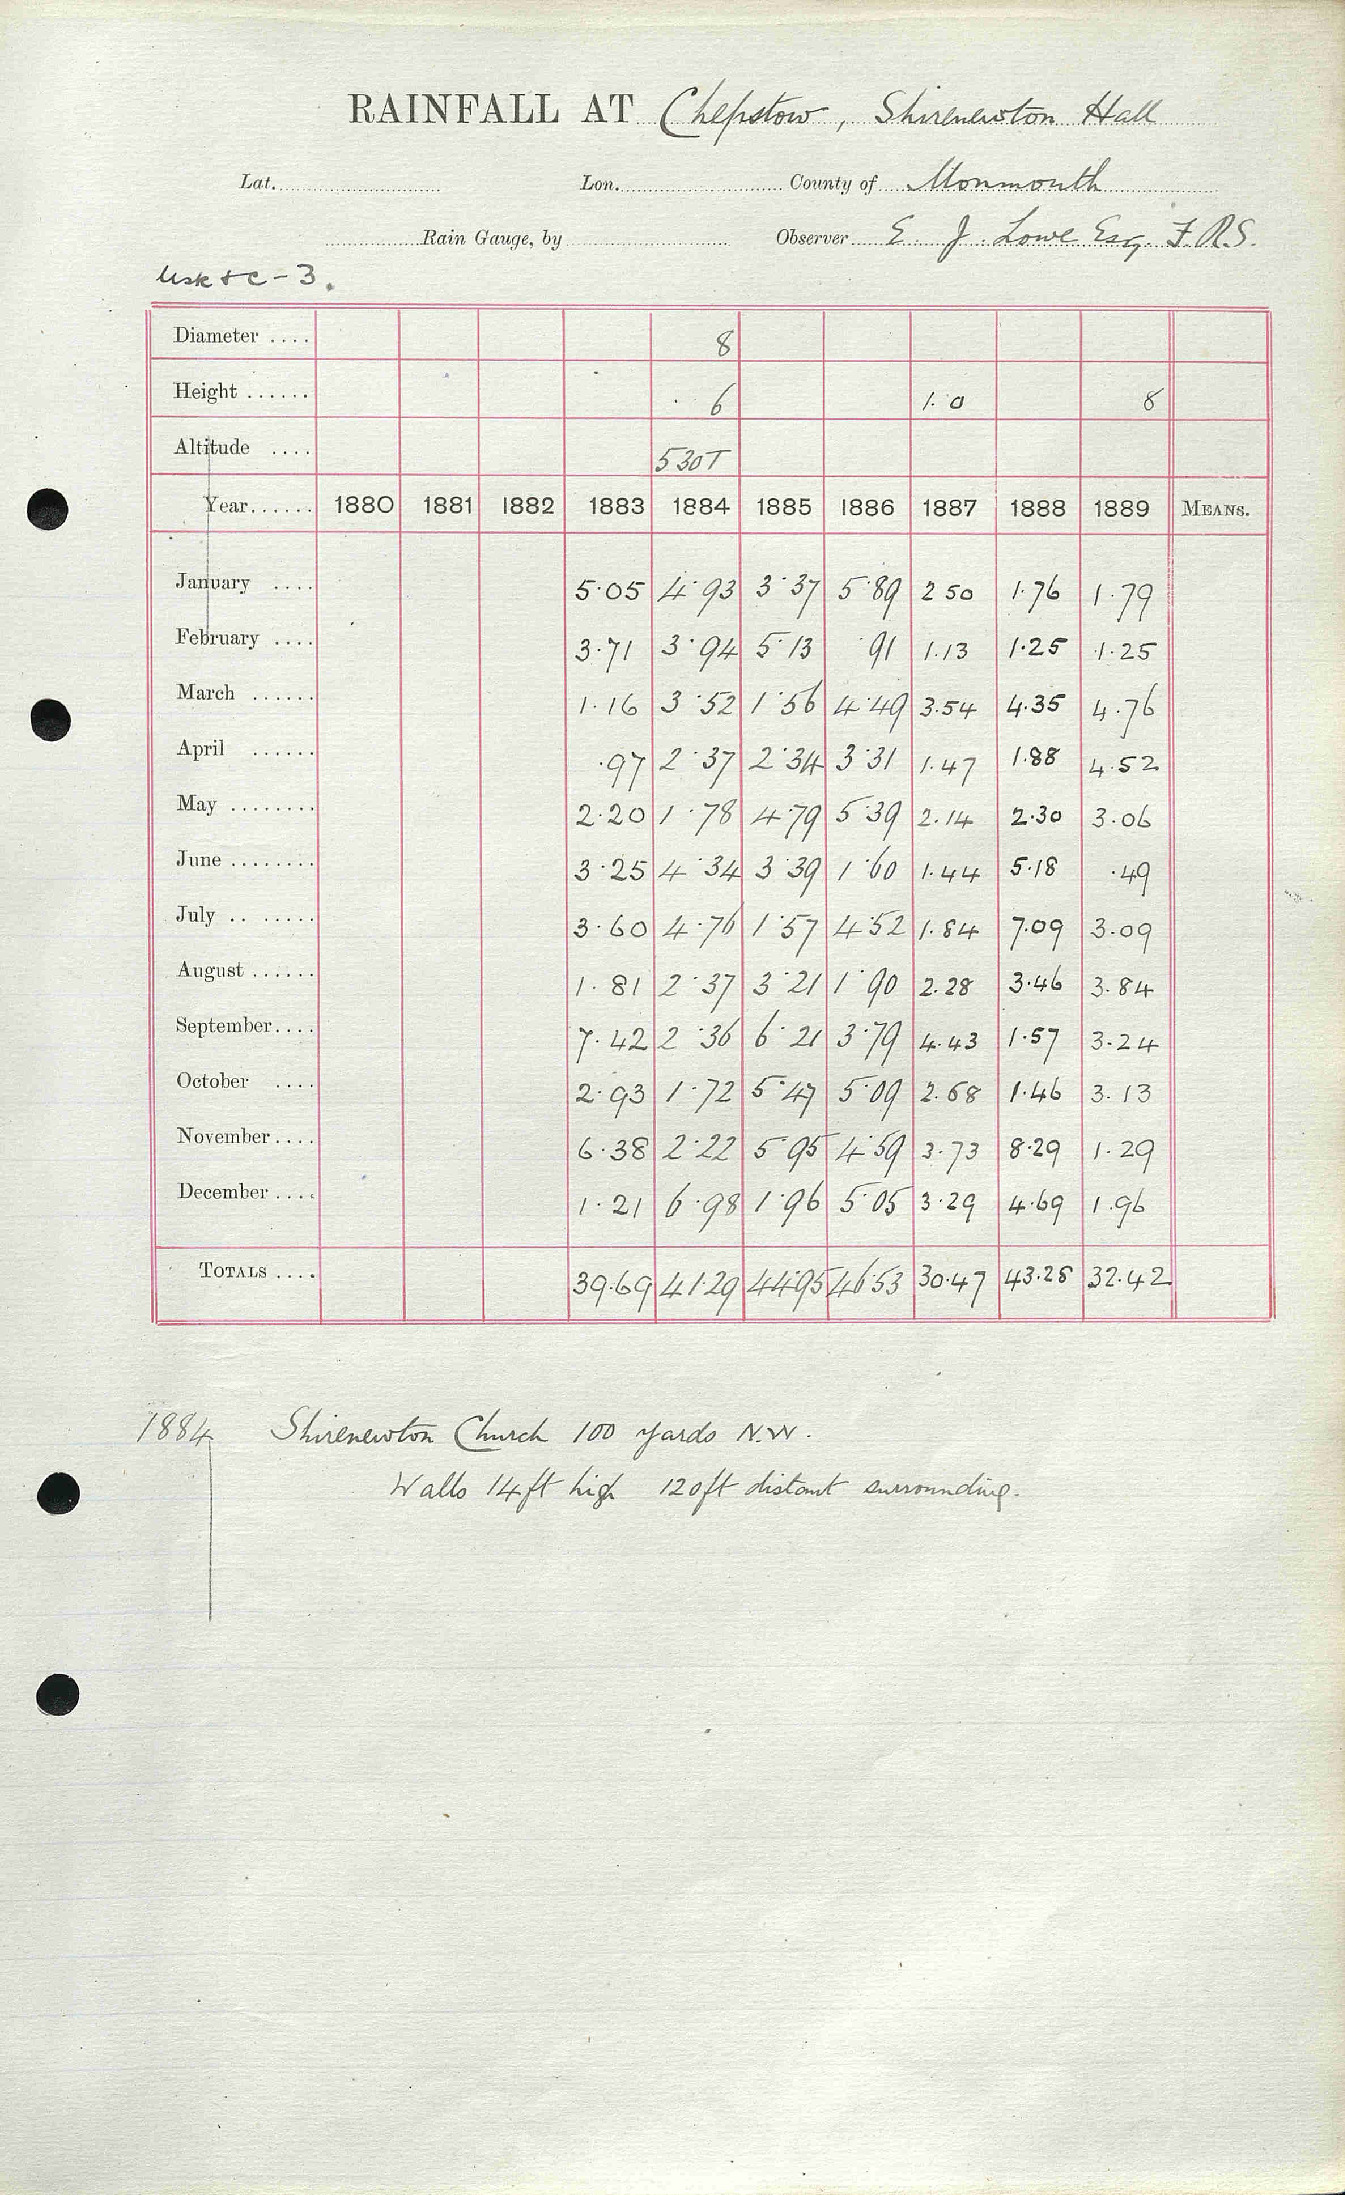 RAINFALL AT Chepstow, Shirenewton Hall
Lat. Lon. County of Monmouth
Rain Gauge, by Observer E. J. Lowe Esq. F.R.S.
Usk & C - 3.
Diameter .... 8
Height ...... 6 1.0 8
Altitude .... 530T
Year...... 1880 1881 1882 1883 1884 1885 1886 1887 1888 1889 MEANS.
January .... 5.05 4.93 3.37 5.89 2 50 1.76 1.79
February .... 3.71 3.94 5.13 91 1.13 1.25 1.25
March ...... 1.16 3.52 1.56 4.49 3.54 4.35 4.76
April ...... .97 2.37 2.34 3.31 1.47 1.88 4.52
May ........ 2.20 1.78 4.79 5.39 2.14 2.30 3.06
June ........ 3.25 4.34 3.39 1.60 1.44 5.18 .49
July .. ..... 3.60 4.76 1.57 4.52 1.84 7.09 3.09
August ...... 1.81 2.37 3.21 1.90 2.28 3.46 3.84
September.... 7.42 2.36 6.21 3.79 4.43 1.57 3.24
October .... 2.93 1.72 5.47 5.09 2.68 1.46 3.13
November.... 6.38 2.22 5.95 4.59 3.73 8.29 1.29
December.... 1.21 6.98 1.96 5.05 3.29 4.69 1.96
TOTALS .... 39.69 41.29 44.95 46.53 30.47 43.28 32.42
1884 Shirenewton Church 100 yards N.W.
Walls 14ft high 120ft distant surrounding.